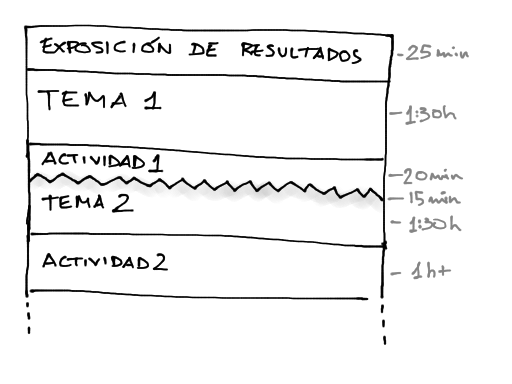 EXPOSICIÓN DE RESULTADOS - 25 min
TEMA 1 - 1:30h
ACTIVIDAD 1 - 20 min
- 15 min
TEMA 2 - 1:30h
ACTIVIDAD 2 - 1h+